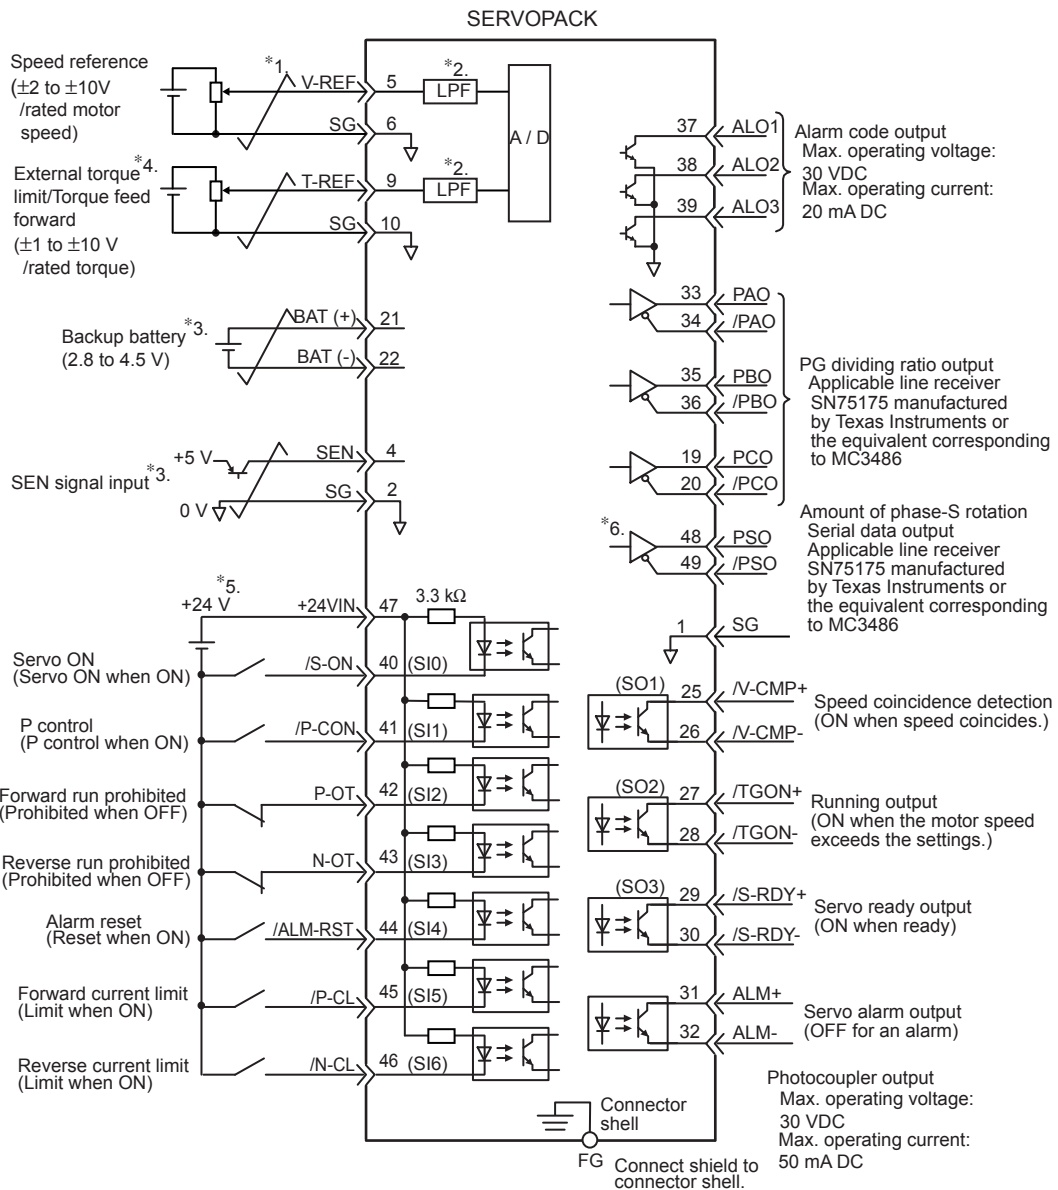 SERVOPACK
Speed reference
(±2 to ±10V
/rated motor
speed)
*1.
V-REF
5
*2.
LPF
SG
6
A / D
External torque *4.
limit/Torque feed
forward
(±1 to ±10 V
/rated torque)
T-REF
9
*2.
LPF
SG
10
Backup battery *3.
(2.8 to 4.5 V)
BAT (+)
21
BAT (-)
22
SEN signal input *3.
+5 V
SEN
4
0 V
SG
2
*5.
+24 V
+24VIN
47
3.3 kΩ
Servo ON
(Servo ON when ON)
/S-ON
40
(SI0)
P control
(P control when ON)
/P-CON
41
(SI1)
Forward run prohibited
(Prohibited when OFF)
P-OT
42
(SI2)
Reverse run prohibited
(Prohibited when OFF)
N-OT
43
(SI3)
Alarm reset
(Reset when ON)
/ALM-RST
44
(SI4)
Forward current limit
(Limit when ON)
/P-CL
45
(SI5)
Reverse current limit
(Limit when ON)
/N-CL
46
(SI6)
37
ALO1
38
ALO2
39
ALO3
Alarm code output
Max. operating voltage:
30 VDC
Max. operating current:
20 mA DC
33
PAO
34
/PAO
35
PBO
36
/PBO
19
PCO
20
/PCO
PG dividing ratio output
Applicable line receiver
SN75175 manufactured
by Texas Instruments or
the equivalent corresponding
to MC3486
*6.
48
PSO
49
/PSO
Amount of phase-S rotation
Serial data output
Applicable line receiver
SN75175 manufactured
by Texas Instruments or
the equivalent corresponding
to MC3486
1
SG
(SO1)
25
/V-CMP+
26
/V-CMP-
Speed coincidence detection
(ON when speed coincides.)
(SO2)
27
/TGON+
28
/TGON-
Running output
(ON when the motor speed
exceeds the settings.)
(SO3)
29
/S-RDY+
30
/S-RDY-
Servo ready output
(ON when ready)
31
ALM+
32
ALM-
Servo alarm output
(OFF for an alarm)
Photocoupler output
Max. operating voltage:
30 VDC
Max. operating current:
50 mA DC
Connector
shell
FG
Connect shield to
connector shell.